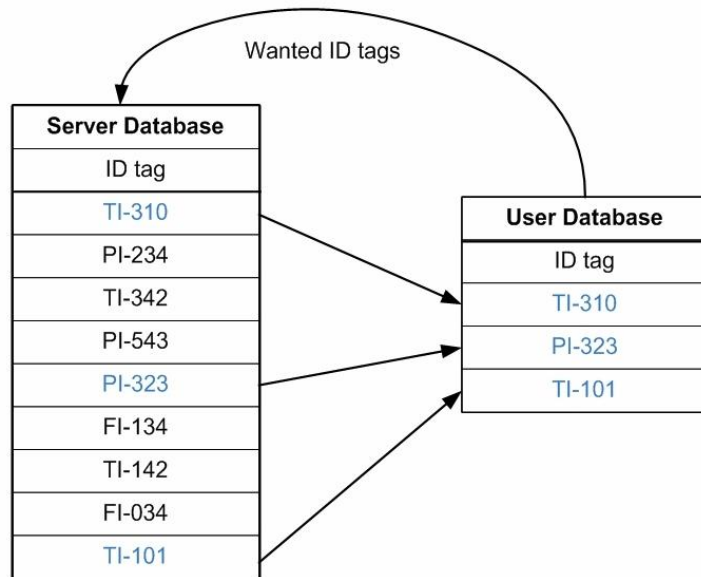 Wanted ID tags
Server Database
ID tag
TI-310
PI-234
TI-342
PI-543
PI-323
FI-134
TI-142
FI-034
TI-101
User Database
ID tag
TI-310
PI-323
TI-101